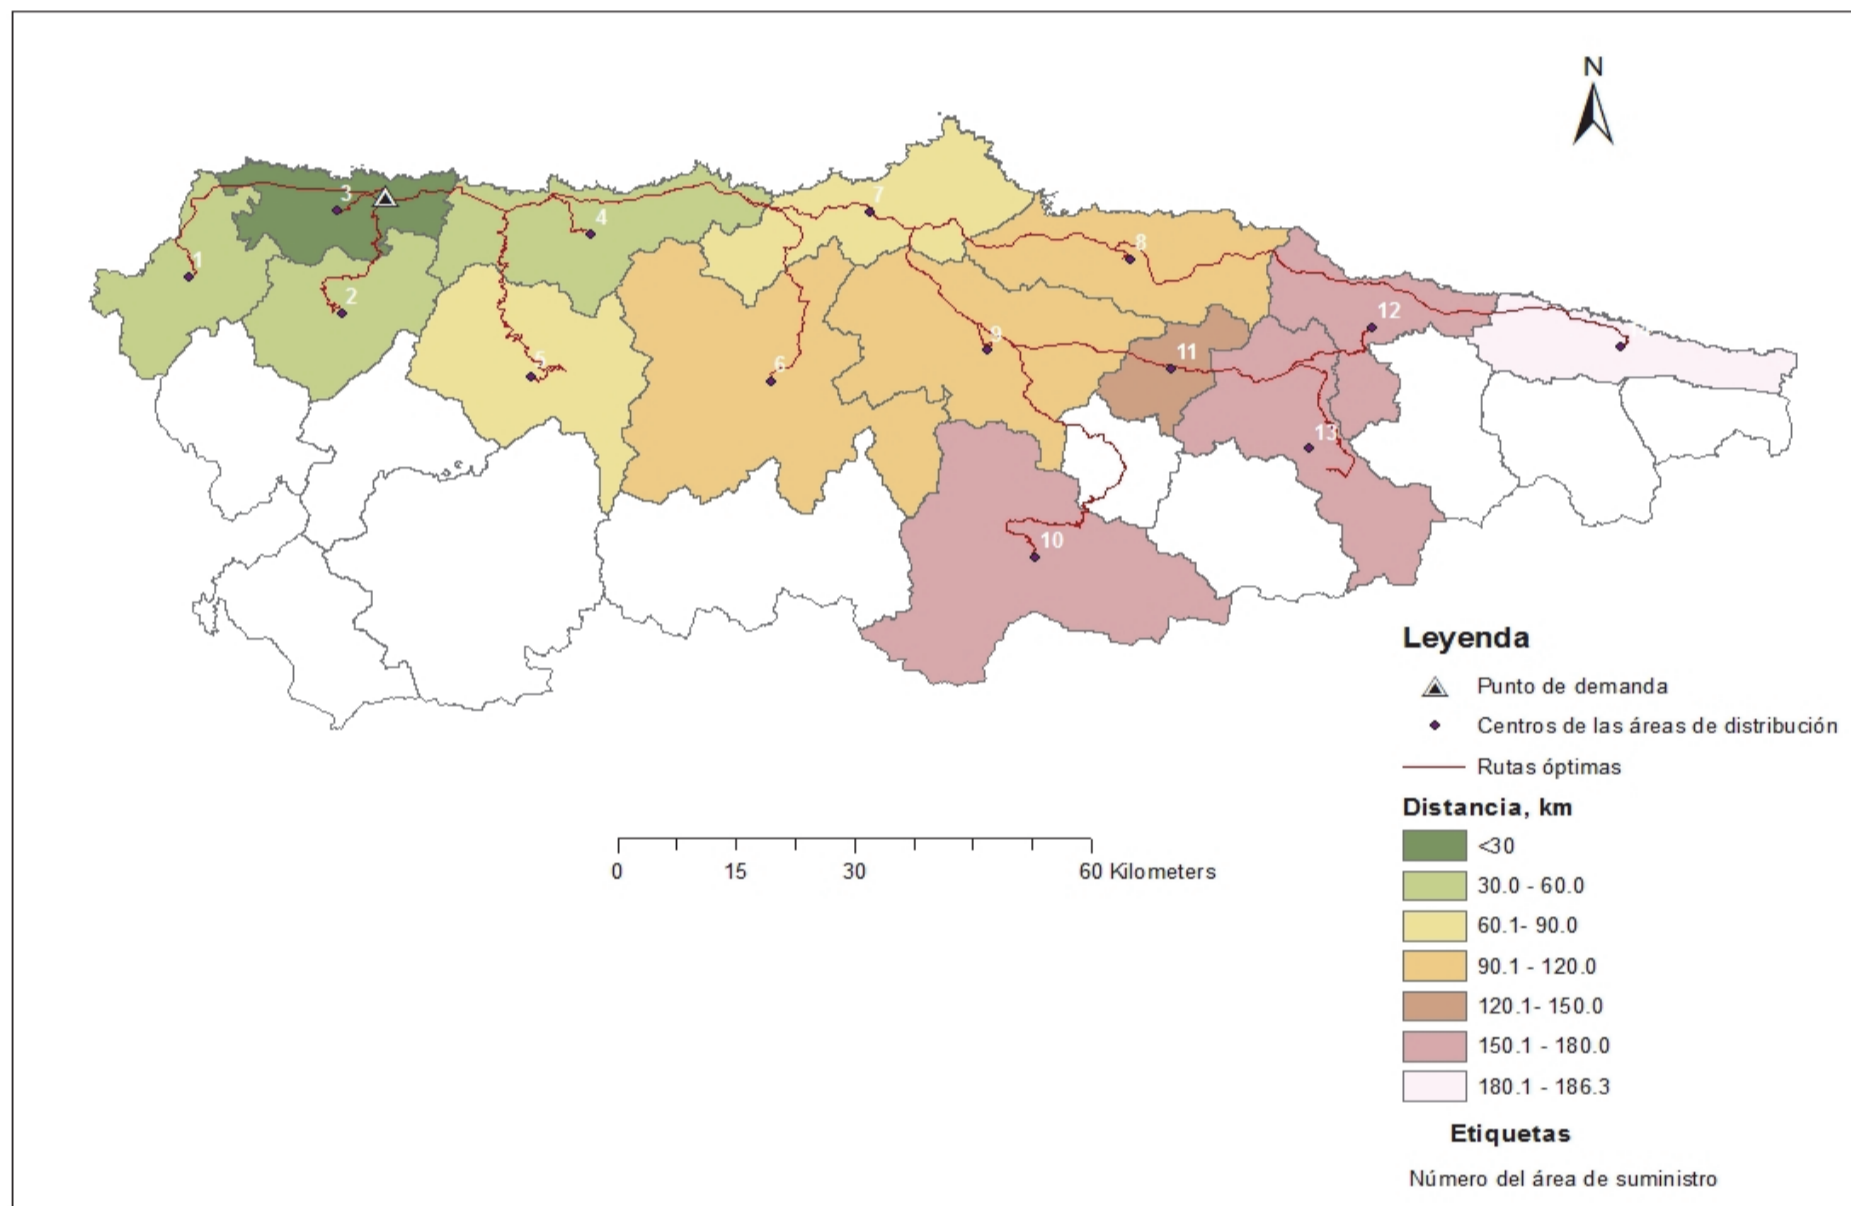 N
3
7
4
8
1
2
12
9
11
5
6
13
10
Leyenda
Punto de demanda
Centros de las áreas de distribución
Rutas óptimas
Distancia, km
<30
30.0 - 60.0
60.1- 90.0
90.1 - 120.0
120.1- 150.0
150.1 - 180.0
180.1 - 186.3
Etiquetas
Número del área de suministro
0 15 30 60 Kilometers